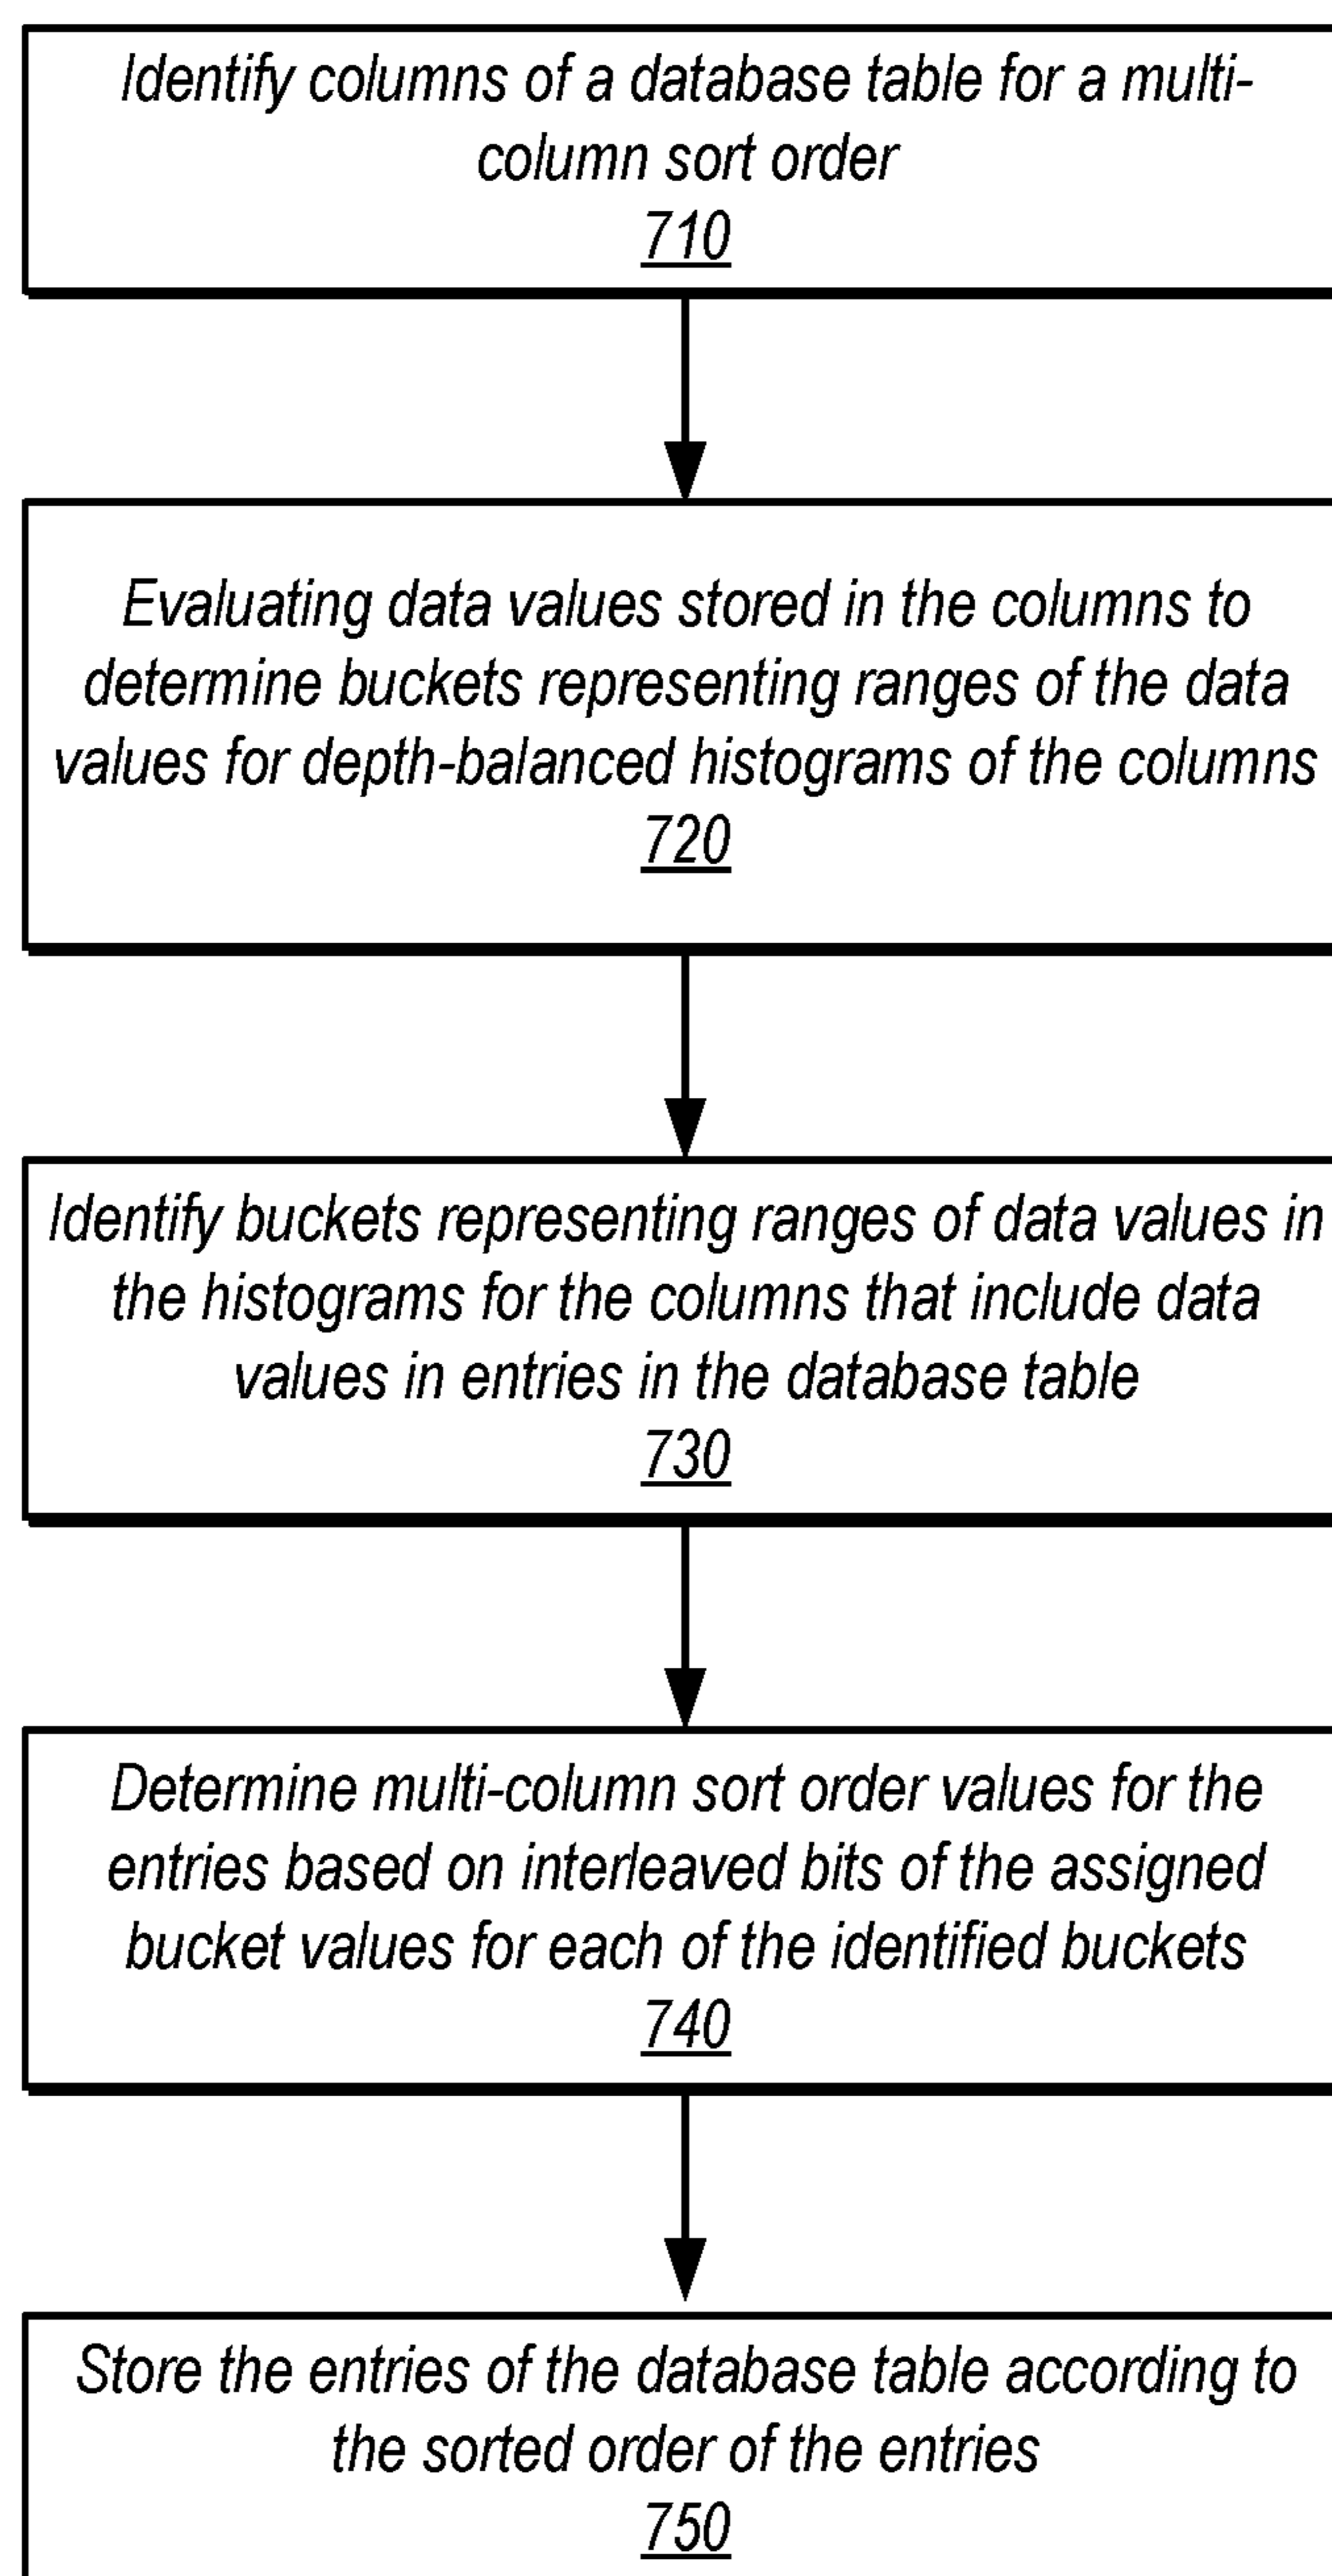 Identify columns of a database table for a multi-
column sort order
710
Evaluating data values stored in the columns to
determine buckets representing ranges of the data
values for depth-balanced histograms of the columns
720
Identify buckets representing ranges of data values in
the histograms for the columns that include data
values in entries in the database table
730
Determine multi-column sort order values for the
entries based on interleaved bits of the assigned
bucket values for each of the identified buckets
740
Store the entries of the database table according to
the sorted order of the entries
750